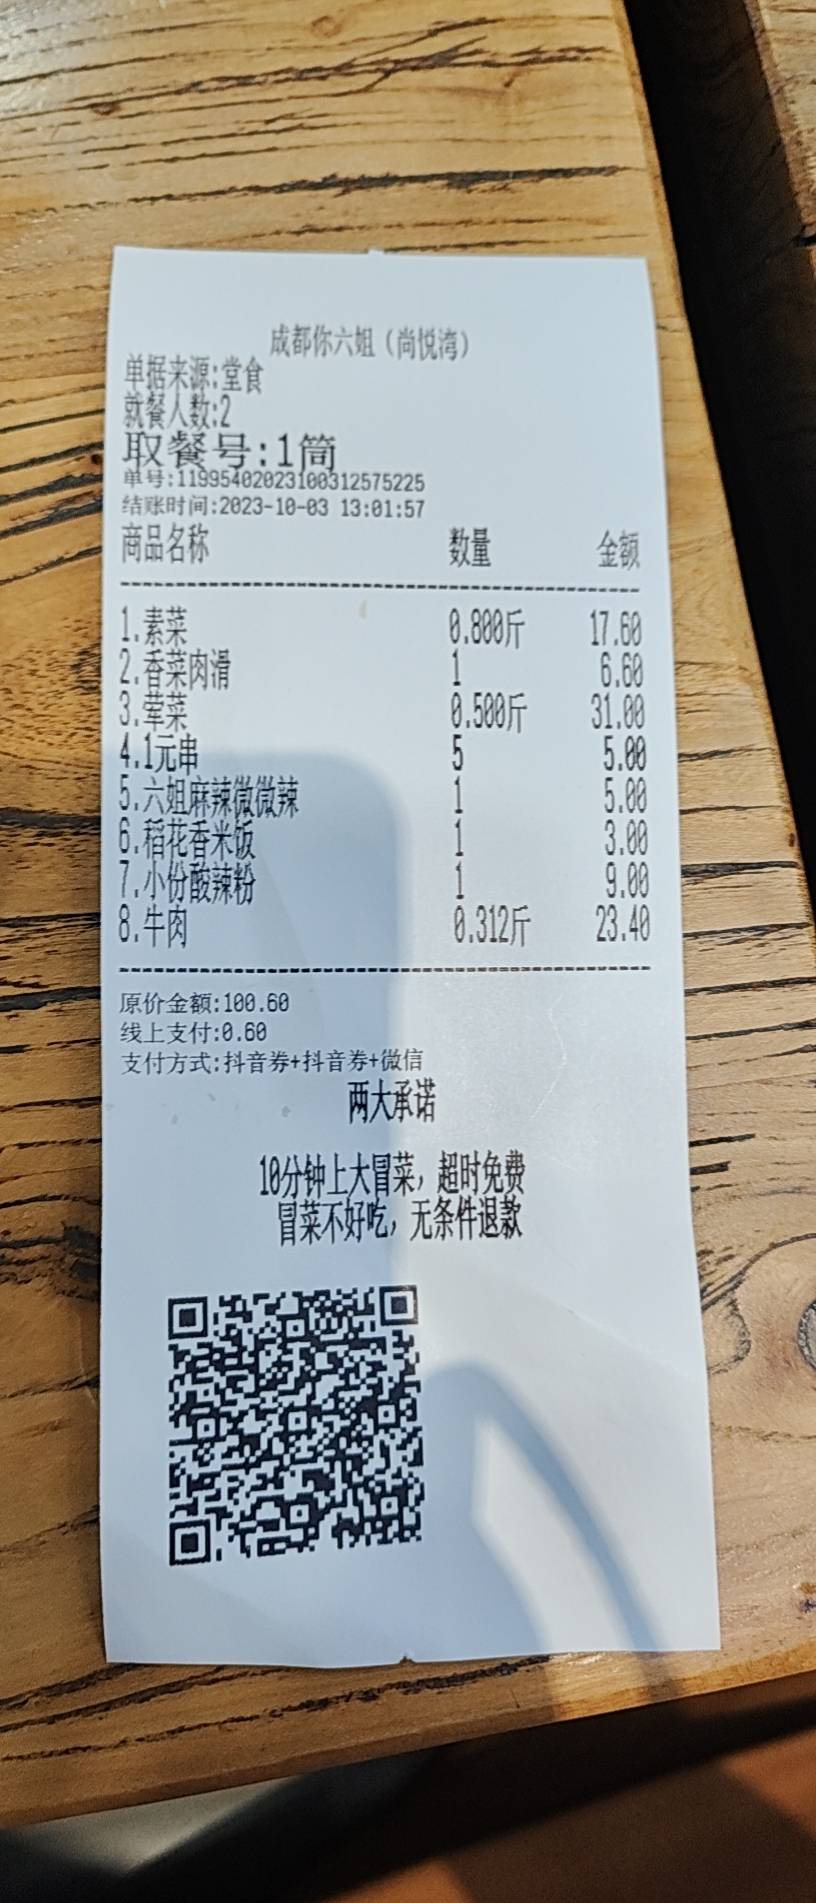 成都你六姐（尚悦湾）
单据来源:堂食
就餐人数:2
取餐号:1筒
单号:11995402023100312575225
结账时间:2023-10-03 13:01:57
商品名称 数量 金额
1.素菜 0.800斤 17.60
2.香菜肉滑 1 6.60
3.荤菜 0.500斤 31.00
4.1元串 5 5.00
5.六姐麻辣微微辣 1 5.00
6.稻花香米饭 1 3.00
7.小份酸辣粉 1 9.00
8.牛肉 0.312斤 23.40
原价金额:100.60
线上支付:0.60
支付方式:抖音券+抖音券+微信
两大承诺
10分钟上大冒菜，超时免费
冒菜不好吃，无条件退款